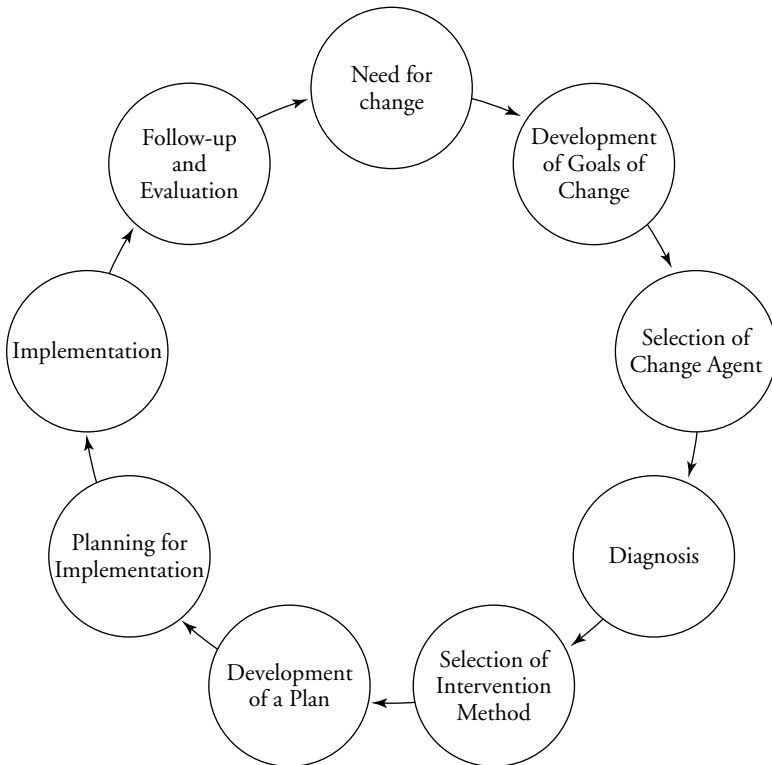 Need for
change
Development
of Goals of
Change
Selection of
Change Agent
Diagnosis
Selection of
Intervention
Method
Development
of a Plan
Planning for
Implementation
Implementation
Follow-up
and
Evaluation